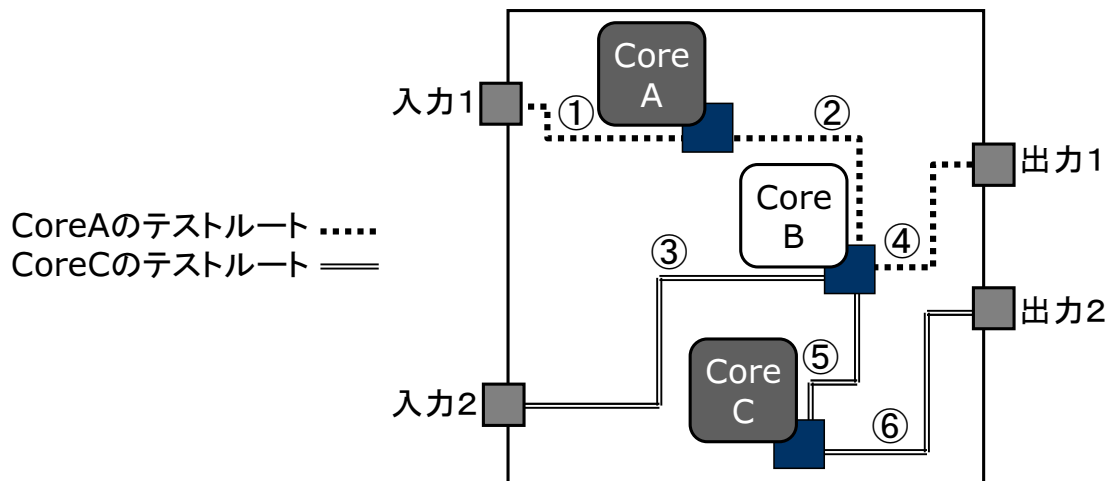 Core
A
入力1
①
②
出力1
Core
B
CoreAのテストルート
④
CoreCのテストルート
③
出力2
Core
C
⑤
入力2
⑥